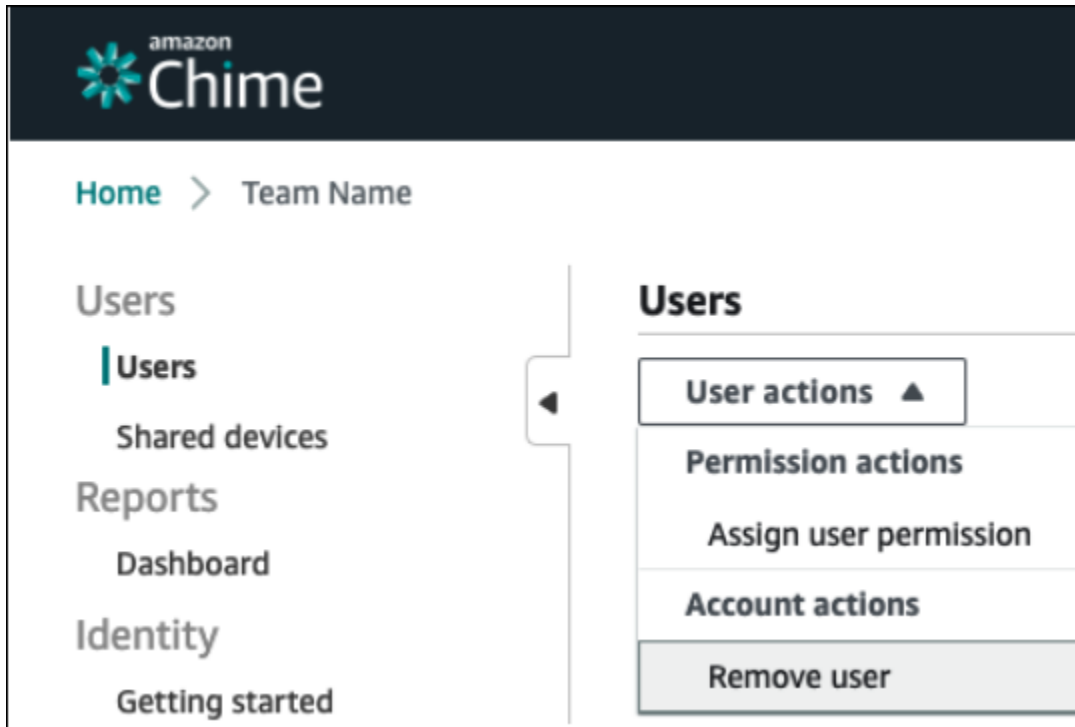 amazon
Chime
Home > Team Name
Users
Users
Shared devices
Reports
Dashboard
Identity
Getting started
Users
User actions
Permission actions
Assign user permission
Account actions
Remove user